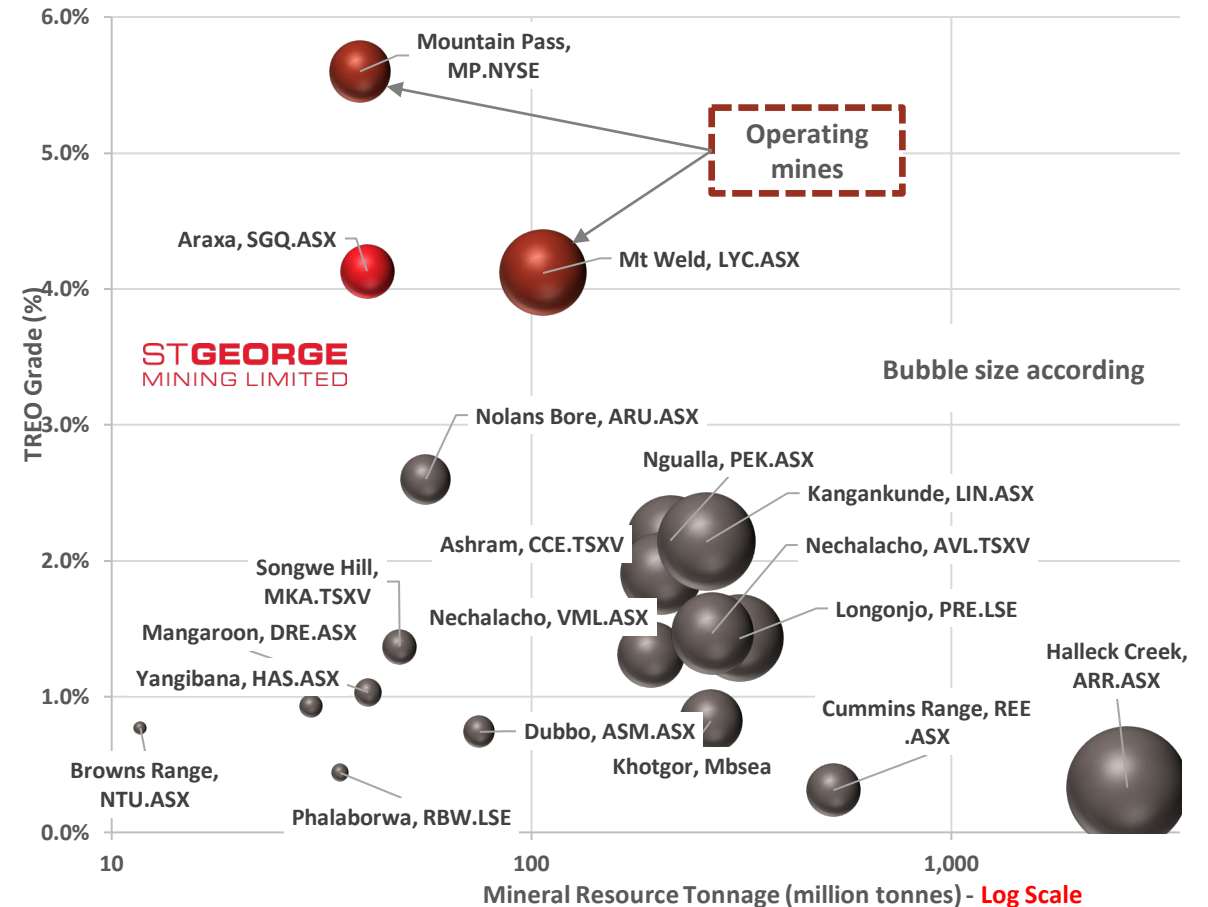 6.0%
Mountain Pass,
MP.NYSE
Operating
mines
5.0%
Araxa, SGQ.ASX
Mt Weld, LYC.ASX
4.0%
TREO Grade (%)
STGEORGE
MINING LIMITED
Bubble size according
3.0%
Nolans Bore, ARU.ASX
Ngualla, PEK.ASX
Kangankunde, LIN.ASX
Ashram, CCE.TSXV
Nechalacho, AVL.TSXV
2.0%
Songwe Hill,
MKA.TSXV
Nechalacho, VML.ASX
Longonjo, PRE.LSE
Mangaroon, DRE.ASX
Halleck Creek,
ARR.ASX
Yangibana, HAS.ASX
1.0%
Cummins Range, REE
.ASX
Dubbo, ASM.ASX
Khotgor, Mbsea
Browns Range,
NTU.ASX
Phalaborwa, RBW.LSE
0.0%
10
100
1,000
Mineral Resource Tonnage (million tonnes) - Log Scale